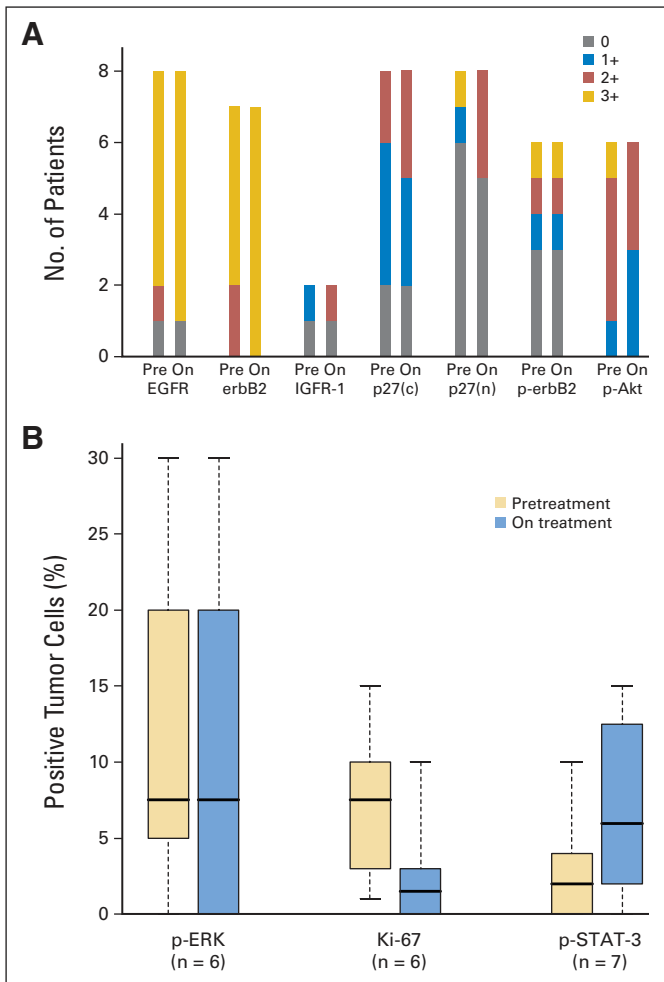 A
0
1+
2+
3+
No. of Patients
8
6
4
2
0
Pre On Pre On Pre On Pre On Pre On Pre On Pre On
EGFR erbB2 IGFR-1 p27(c) p27(n) p-erbB2 p-Akt
B
Pretreatment
On treatment
Positive Tumor Cells (%)
30
25
20
15
10
5
0
p-ERK Ki-67 p-STAT-3
(n = 6) (n = 6) (n = 7)